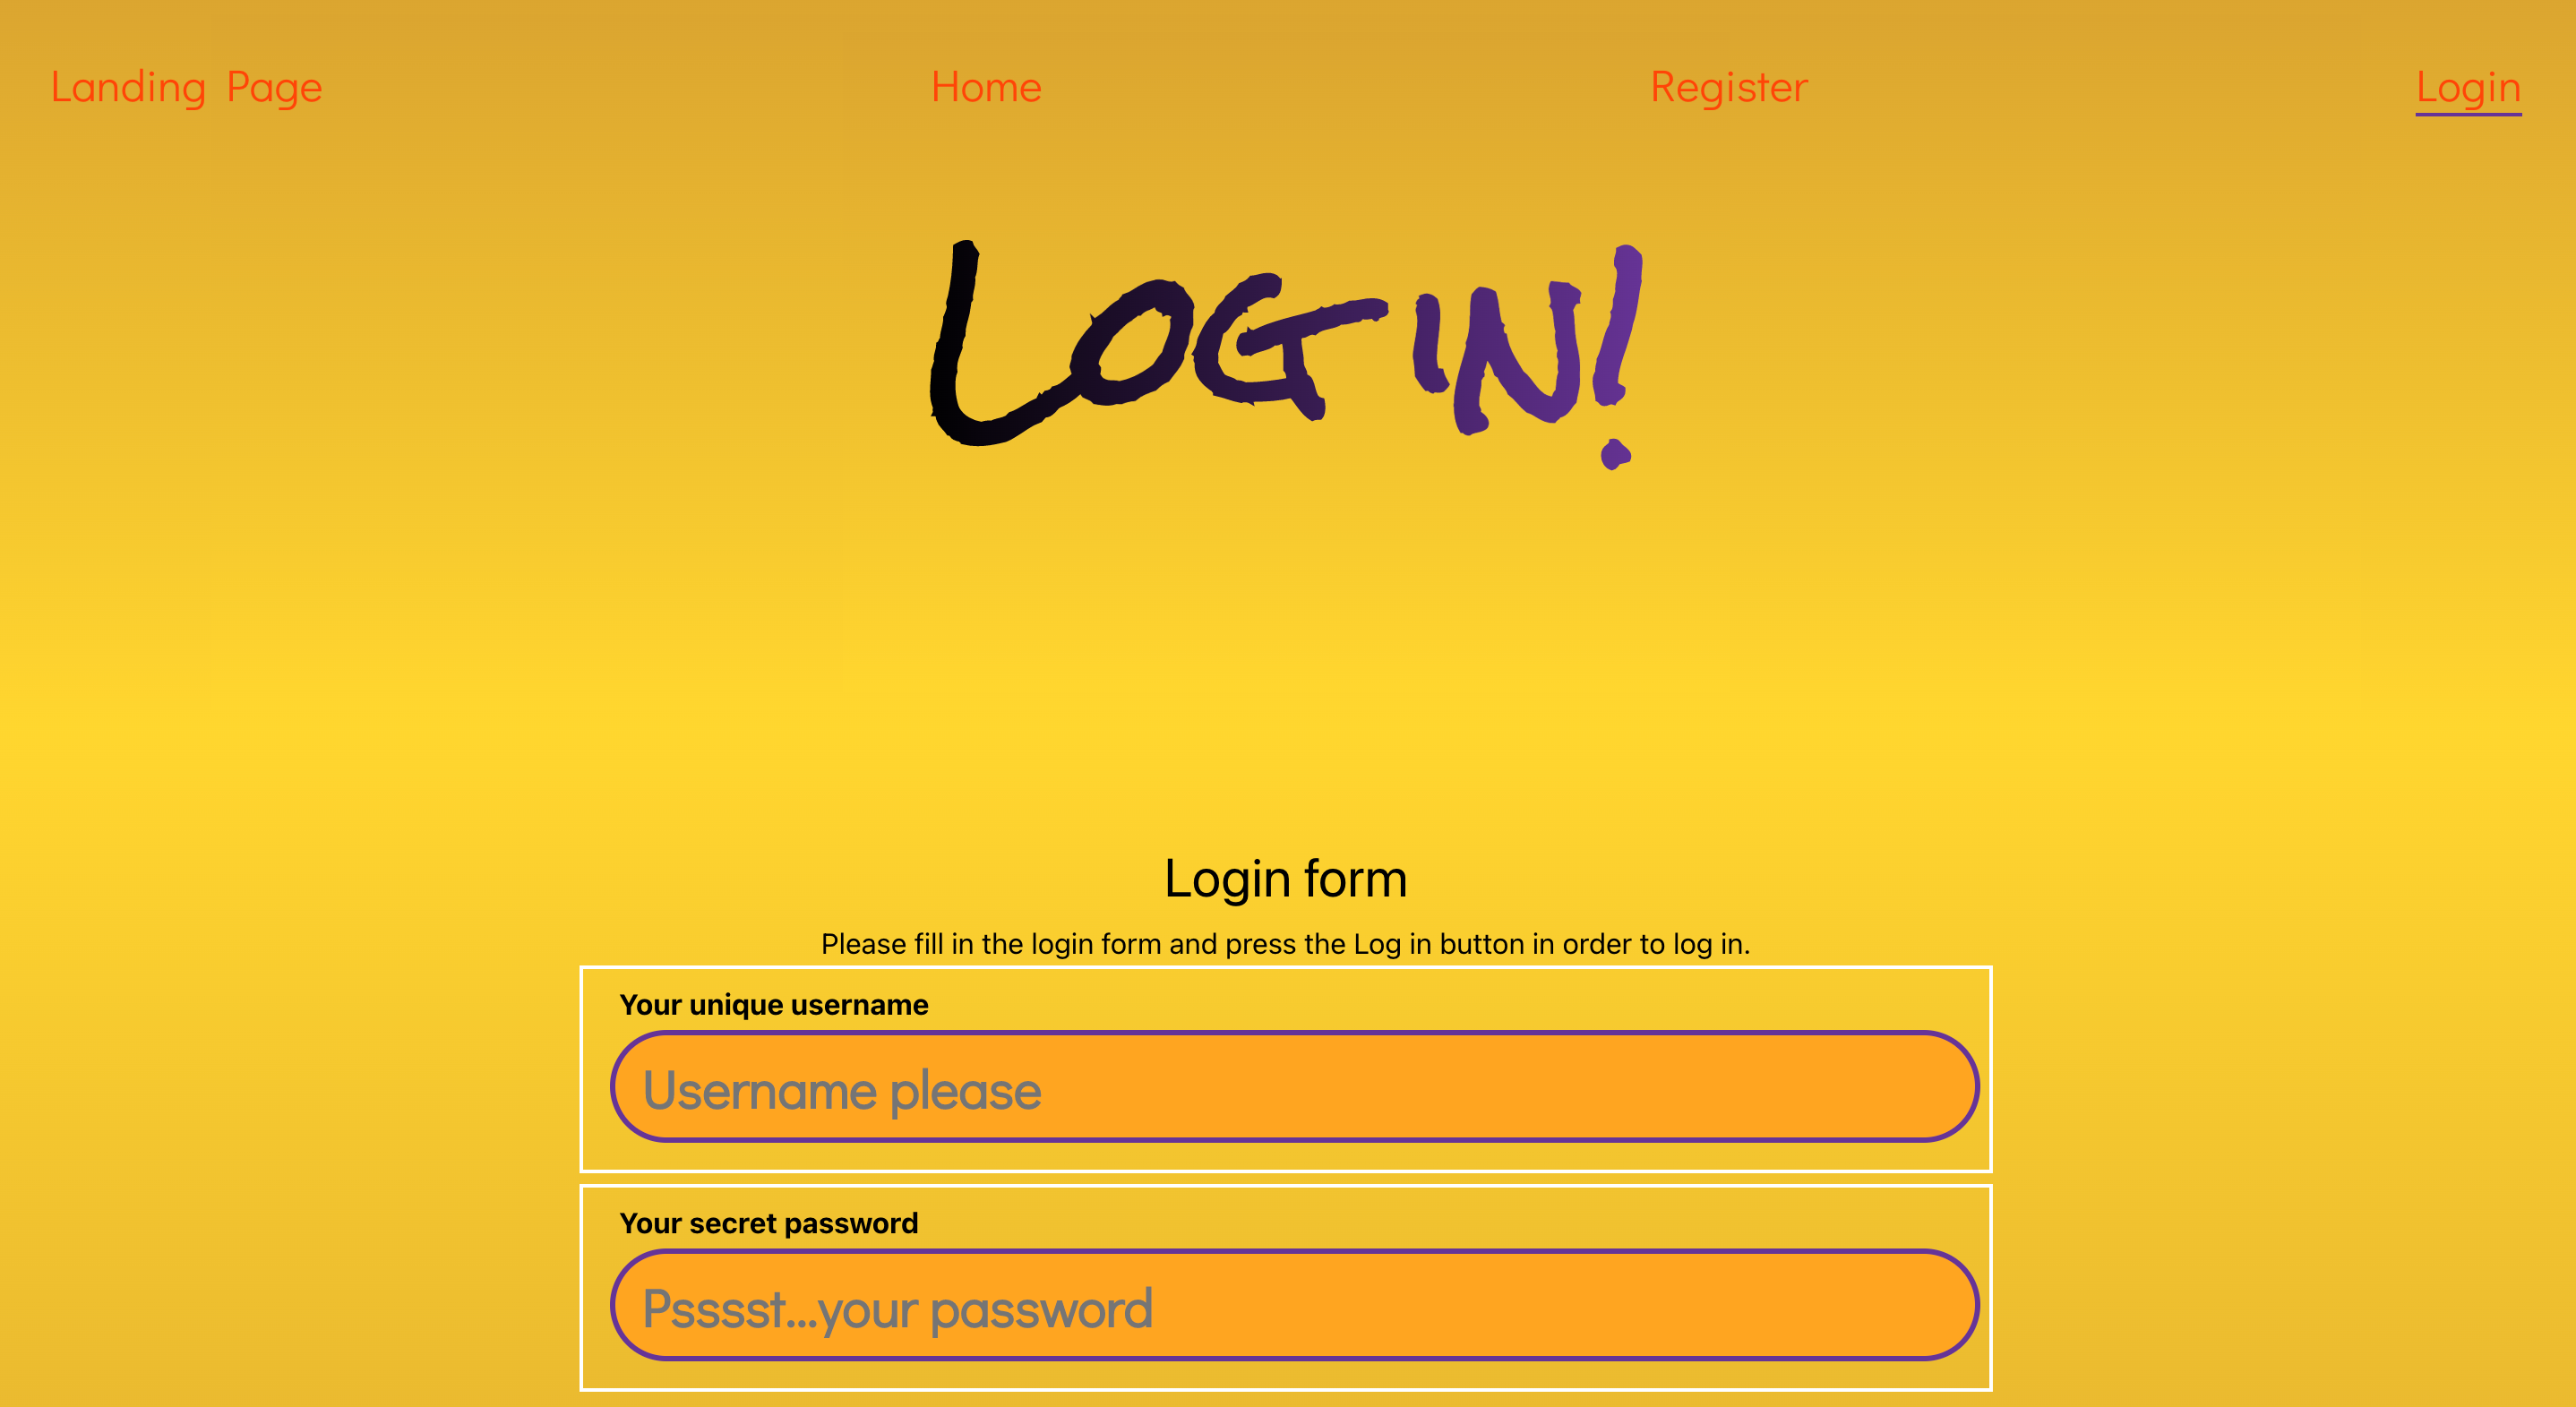 Landing Page Home Register Login
LOG IN!
Login form
Please fill in the login form and press the Log in button in order to log in.
Your unique username
Username please
Your secret password
Psssst...your password